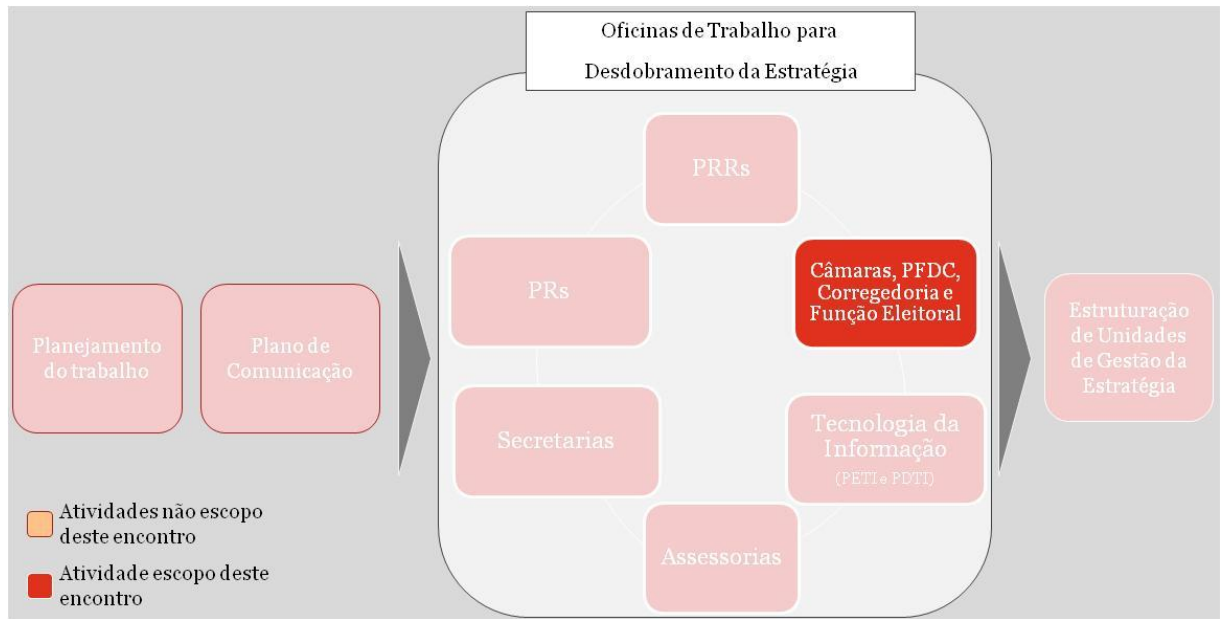 Oficinas de Trabalho para
Desdobramento da Estratégia
PRRs
PRs
Câmaras, PFDC,
Corregedoria e
Função Eleitoral
Planejamento
do trabalho
Plano de
Comunicação
Estruturação
de Unidades
de Gestão da
Estratégia
Secretarias
Tecnologia da
Informação
(PETI e PDTI)
Assessorias
Atividades não escopo
deste encontro
Atividade escopo deste
encontro